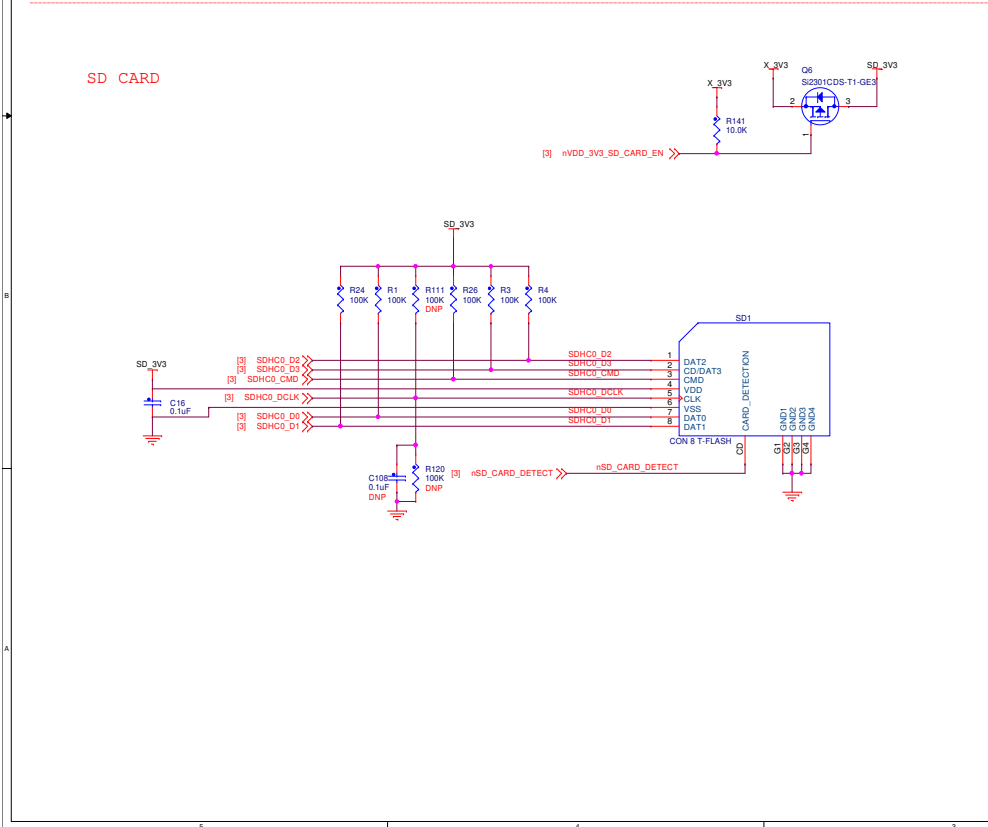 SD CARD
X_3V3
SD_3V3
Q6
Si2301CDS-T1-GE3
2
3
1
X_3V3
R141
10.0K
[3] nVDD_3V3_SD_CARD_EN
SD_3V3
B
R24
100K
R1
100K
R111
100K
DNP
R26
100K
R3
100K
R4
100K
SD1
SD_3V3
C16
0.1uF
[3] SDHC0_D2
[3] SDHC0_D3
[3] SDHC0_CMD
[3] SDHC0_DCLK
[3] SDHC0_D0
[3] SDHC0_D1
SDHC0_D2
SDHC0_D3
SDHC0_CMD
SDHC0_DCLK
SDHC0_D0
SDHC0_D1
1 DAT2
2 CD/DAT3
3 CMD
4 VDD
5 CLK
6 VSS
7 DAT0
8 DAT1
CARD_DETECTION
GND1
GND2
GND3
GND4
CON 8 T-FLASH
CD
G1
G2
G3
G4
C108
0.1uF
DNP
R120
100K
DNP
[3] nSD_CARD_DETECT
nSD_CARD_DETECT
A
5
4
3